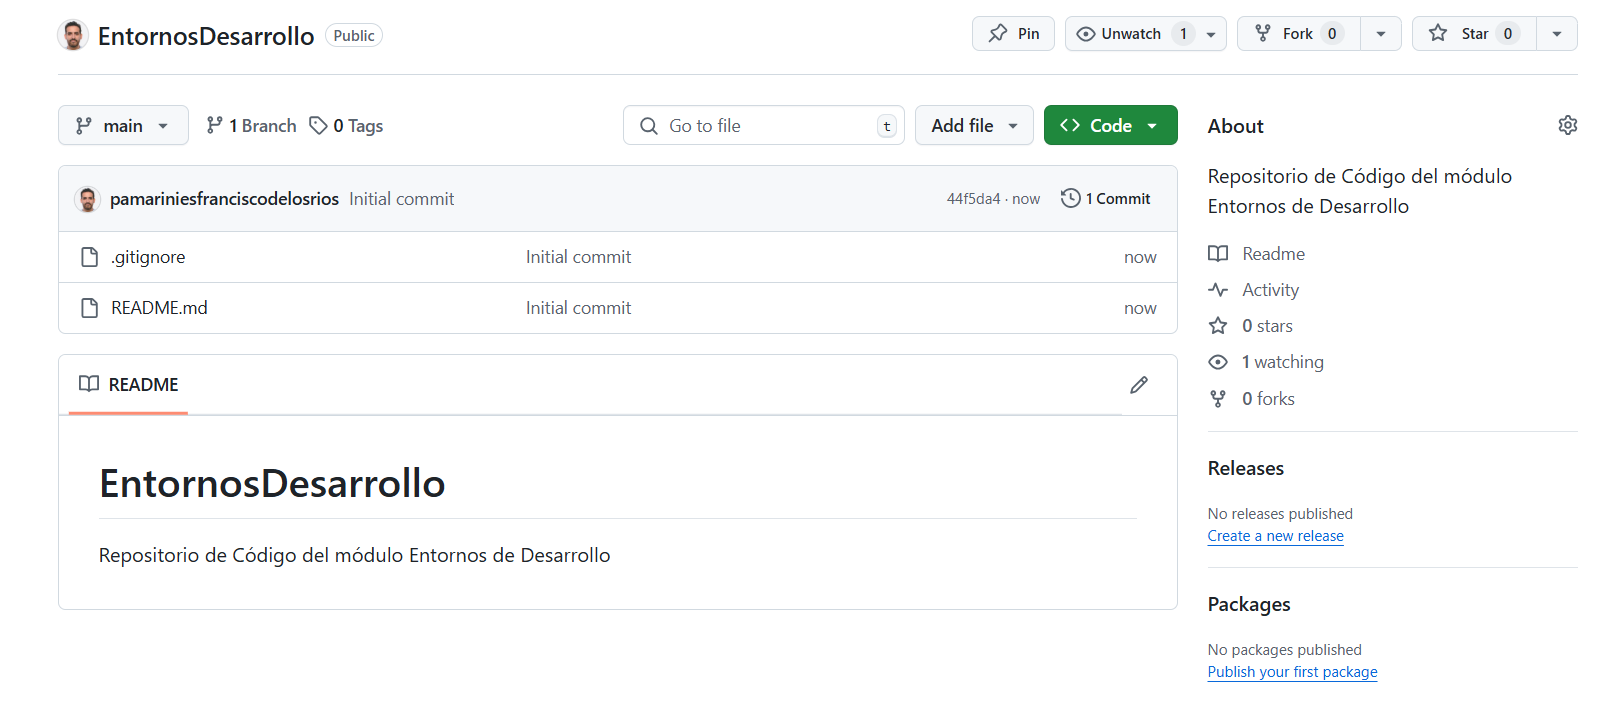 EntornosDesarrollo Public Pin Unwatch 1 Fork 0 Star 0
main 1 Branch 0 Tags Go to file t Add file Code
pamariniesfranciscodelosrios Initial commit 44f5da4 · now 1 Commit
.gitignore Initial commit now
README.md Initial commit now
README
EntornosDesarrollo
Repositorio de Código del módulo Entornos de Desarrollo
About
Repositorio de Código del módulo
Entornos de Desarrollo
Readme
Activity
0 stars
1 watching
0 forks
Releases
No releases published
Create a new release
Packages
No packages published
Publish your first package